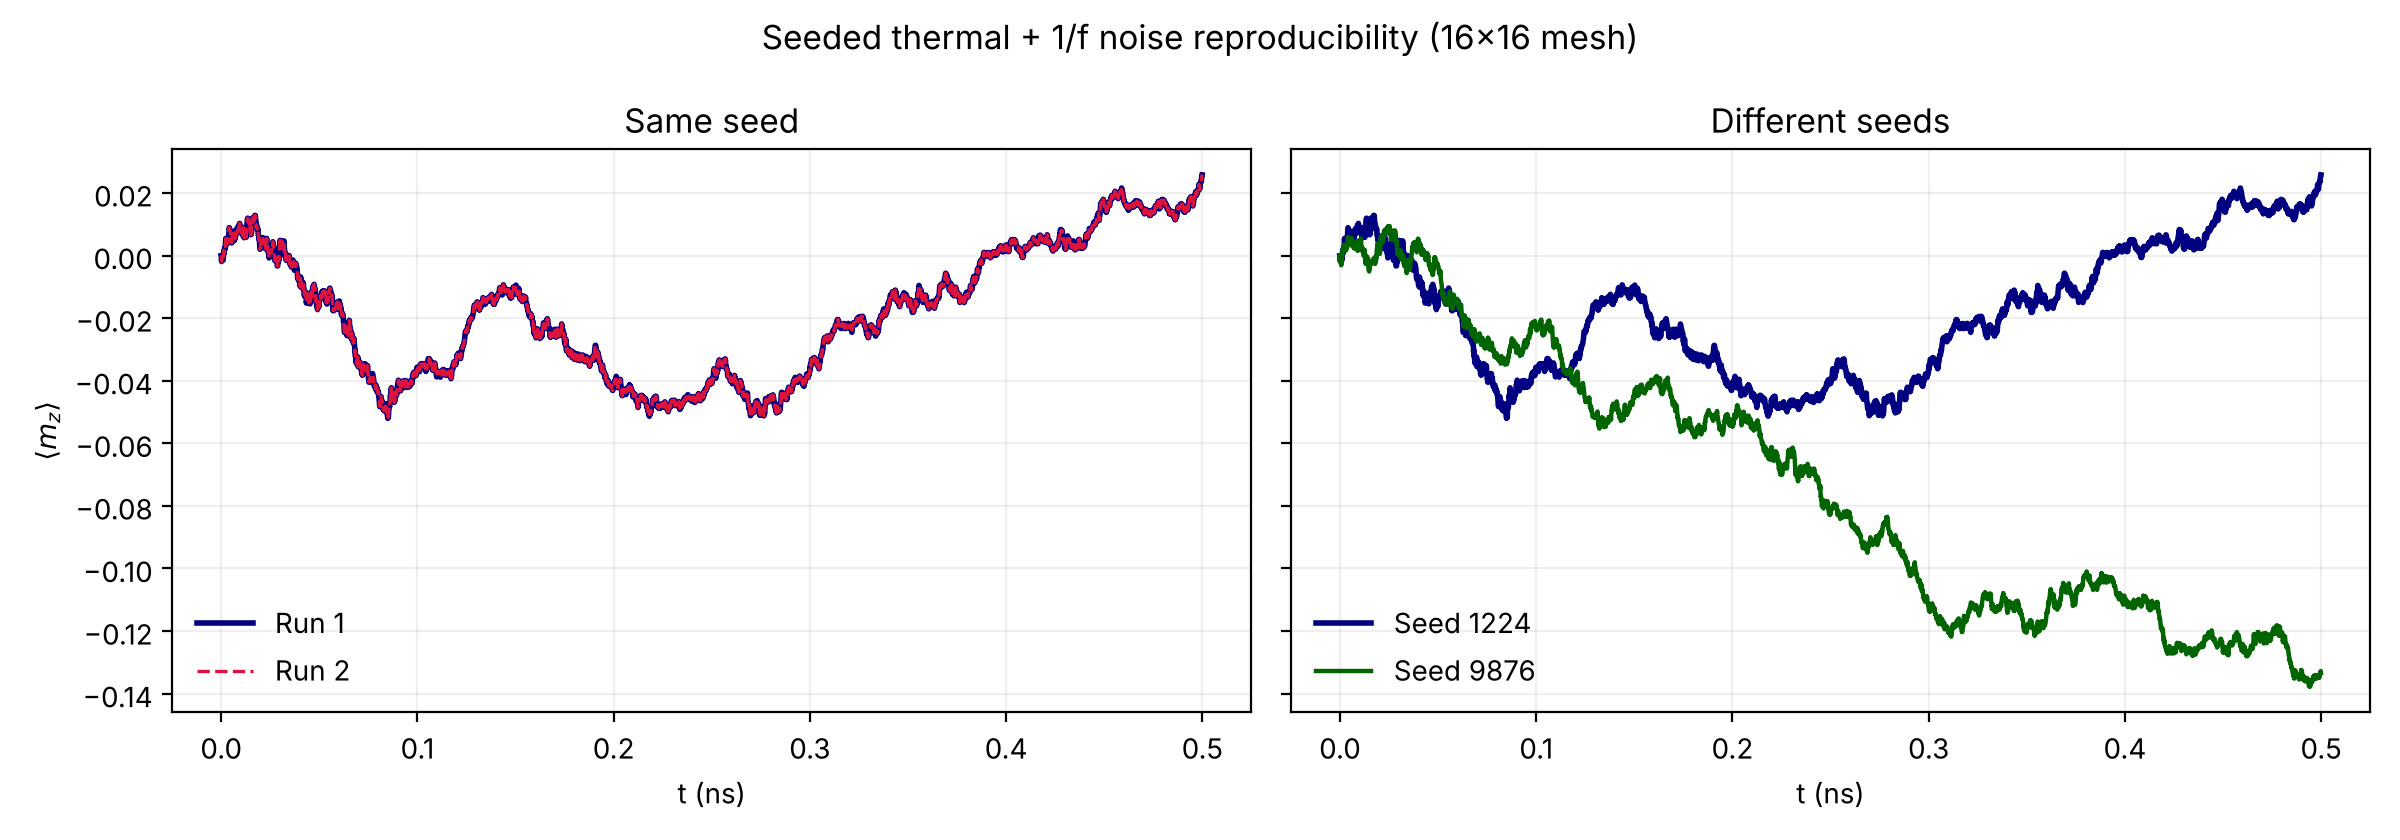 Seeded thermal + 1/f noise reproducibility (16×16 mesh)
Same seed
⟨m_z⟩
0.02
0.00
−0.02
−0.04
−0.06
−0.08
−0.10
−0.12
−0.14
Run 1
Run 2
0.0 0.1 0.2 0.3 0.4 0.5
t (ns)
Different seeds
Seed 1224
Seed 9876
0.0 0.1 0.2 0.3 0.4 0.5
t (ns)